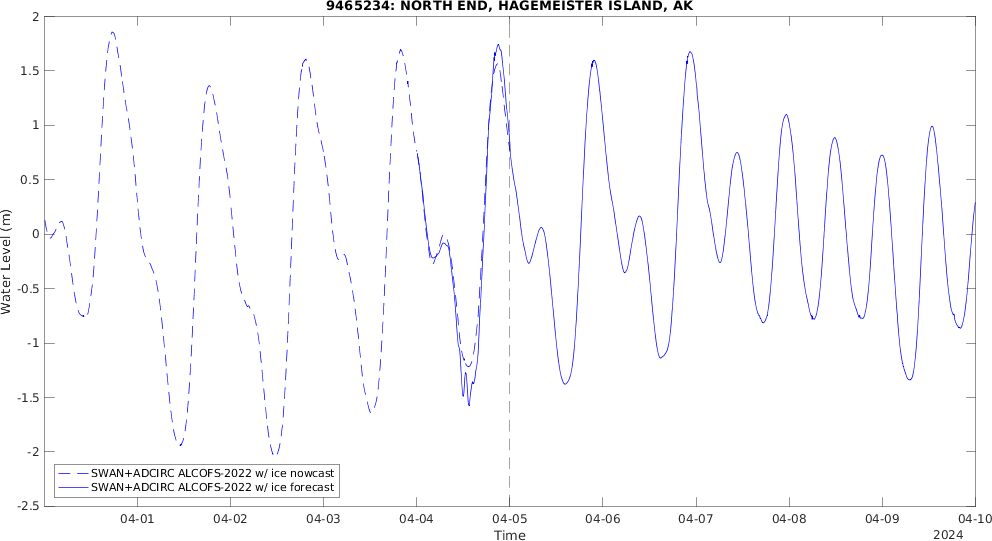 9465234: NORTH END, HAGEMEISTER ISLAND, AK
Water Level (m)
2
1.5
1
0.5
0
-0.5
-1
-1.5
-2
-2.5
SWAN+ADCIRC ALCOFS-2022 w/ ice nowcast
SWAN+ADCIRC ALCOFS-2022 w/ ice forecast
04-01 04-02 04-03 04-04 04-05 04-06 04-07 04-08 04-09 04-10
Time
2024